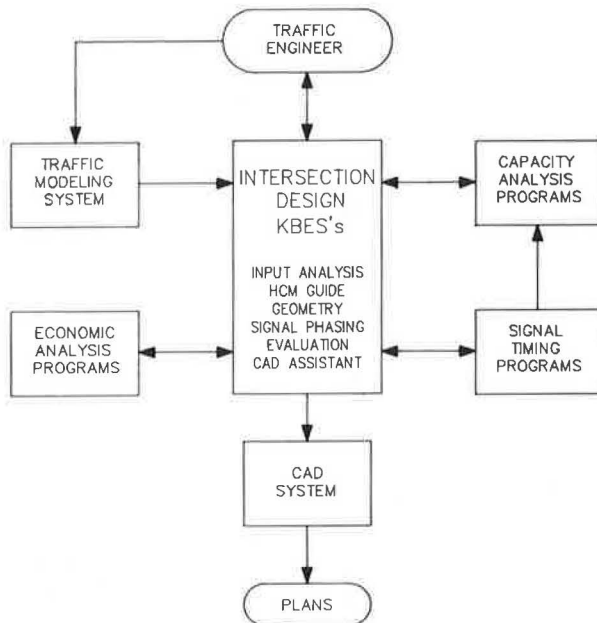 TRAFFIC
ENGINEER
TRAFFIC
MODELING
SYSTEM
INTERSECTION
DESIGN
KBES's
INPUT ANALYSIS
HCM GUIDE
GEOMETRY
SIGNAL PHASING
EVALUATION
CAD ASSISTANT
CAPACITY
ANALYSIS
PROGRAMS
ECONOMIC
ANALYSIS
PROGRAMS
SIGNAL
TIMING
PROGRAMS
CAD
SYSTEM
PLANS